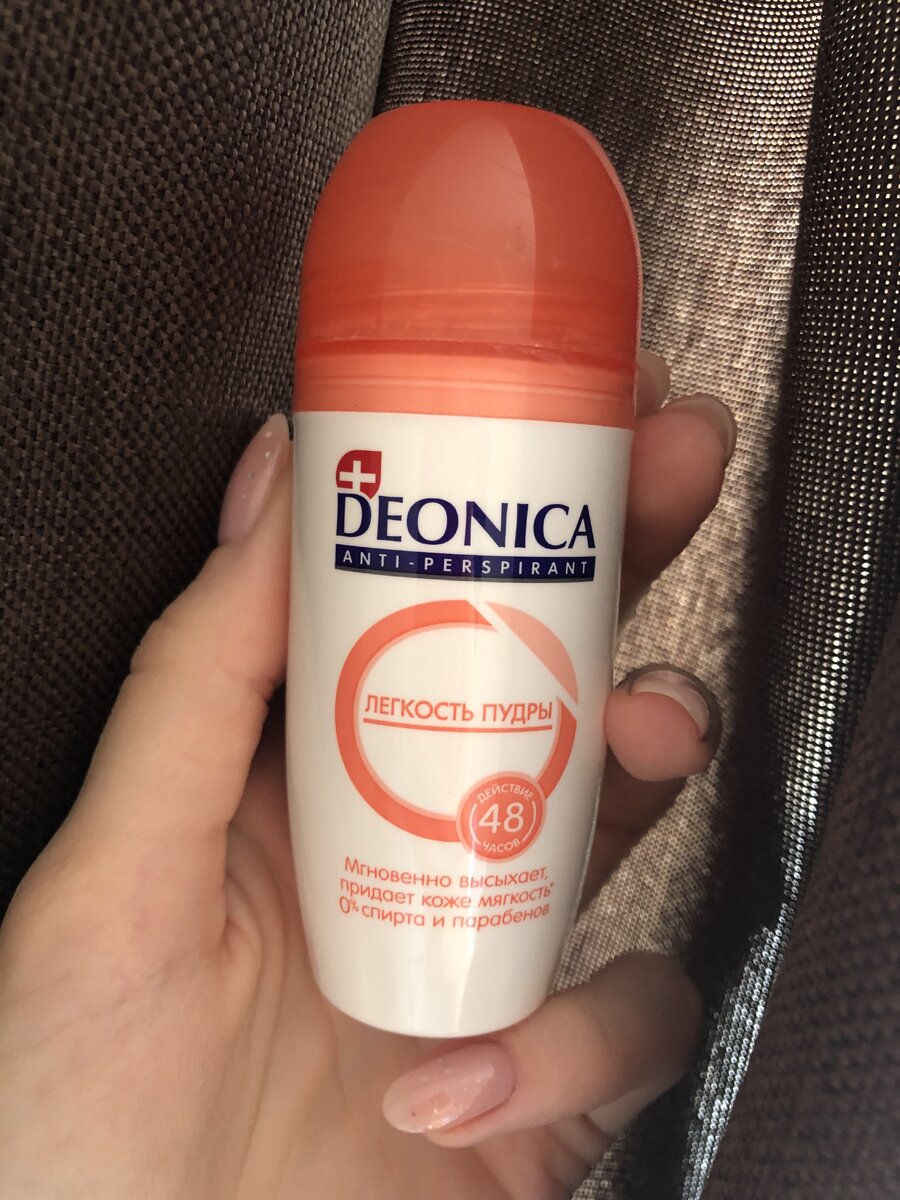 DEONICA
ANTI-PERSPIRANT
ЛЕГКОСТЬ ПУДРЫ
ДЕЙСТВИЕ
48
ЧАСОВ
Мгновенно высыхает,
придает коже мягкость*
0% спирта и парабенов